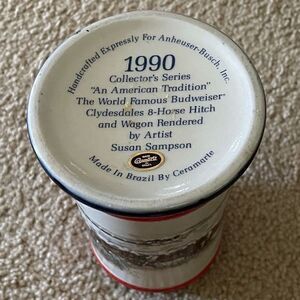 Handcrafted Expressly For Anheuser-Busch, Inc.
1990
Collector's Series
"An American Tradition"
The World Famous Budweiser
Clydesdales 8-Horse Hitch
and Wagon Rendered
by Artist
Susan Sampson
Made In Brazil By Ceramarte